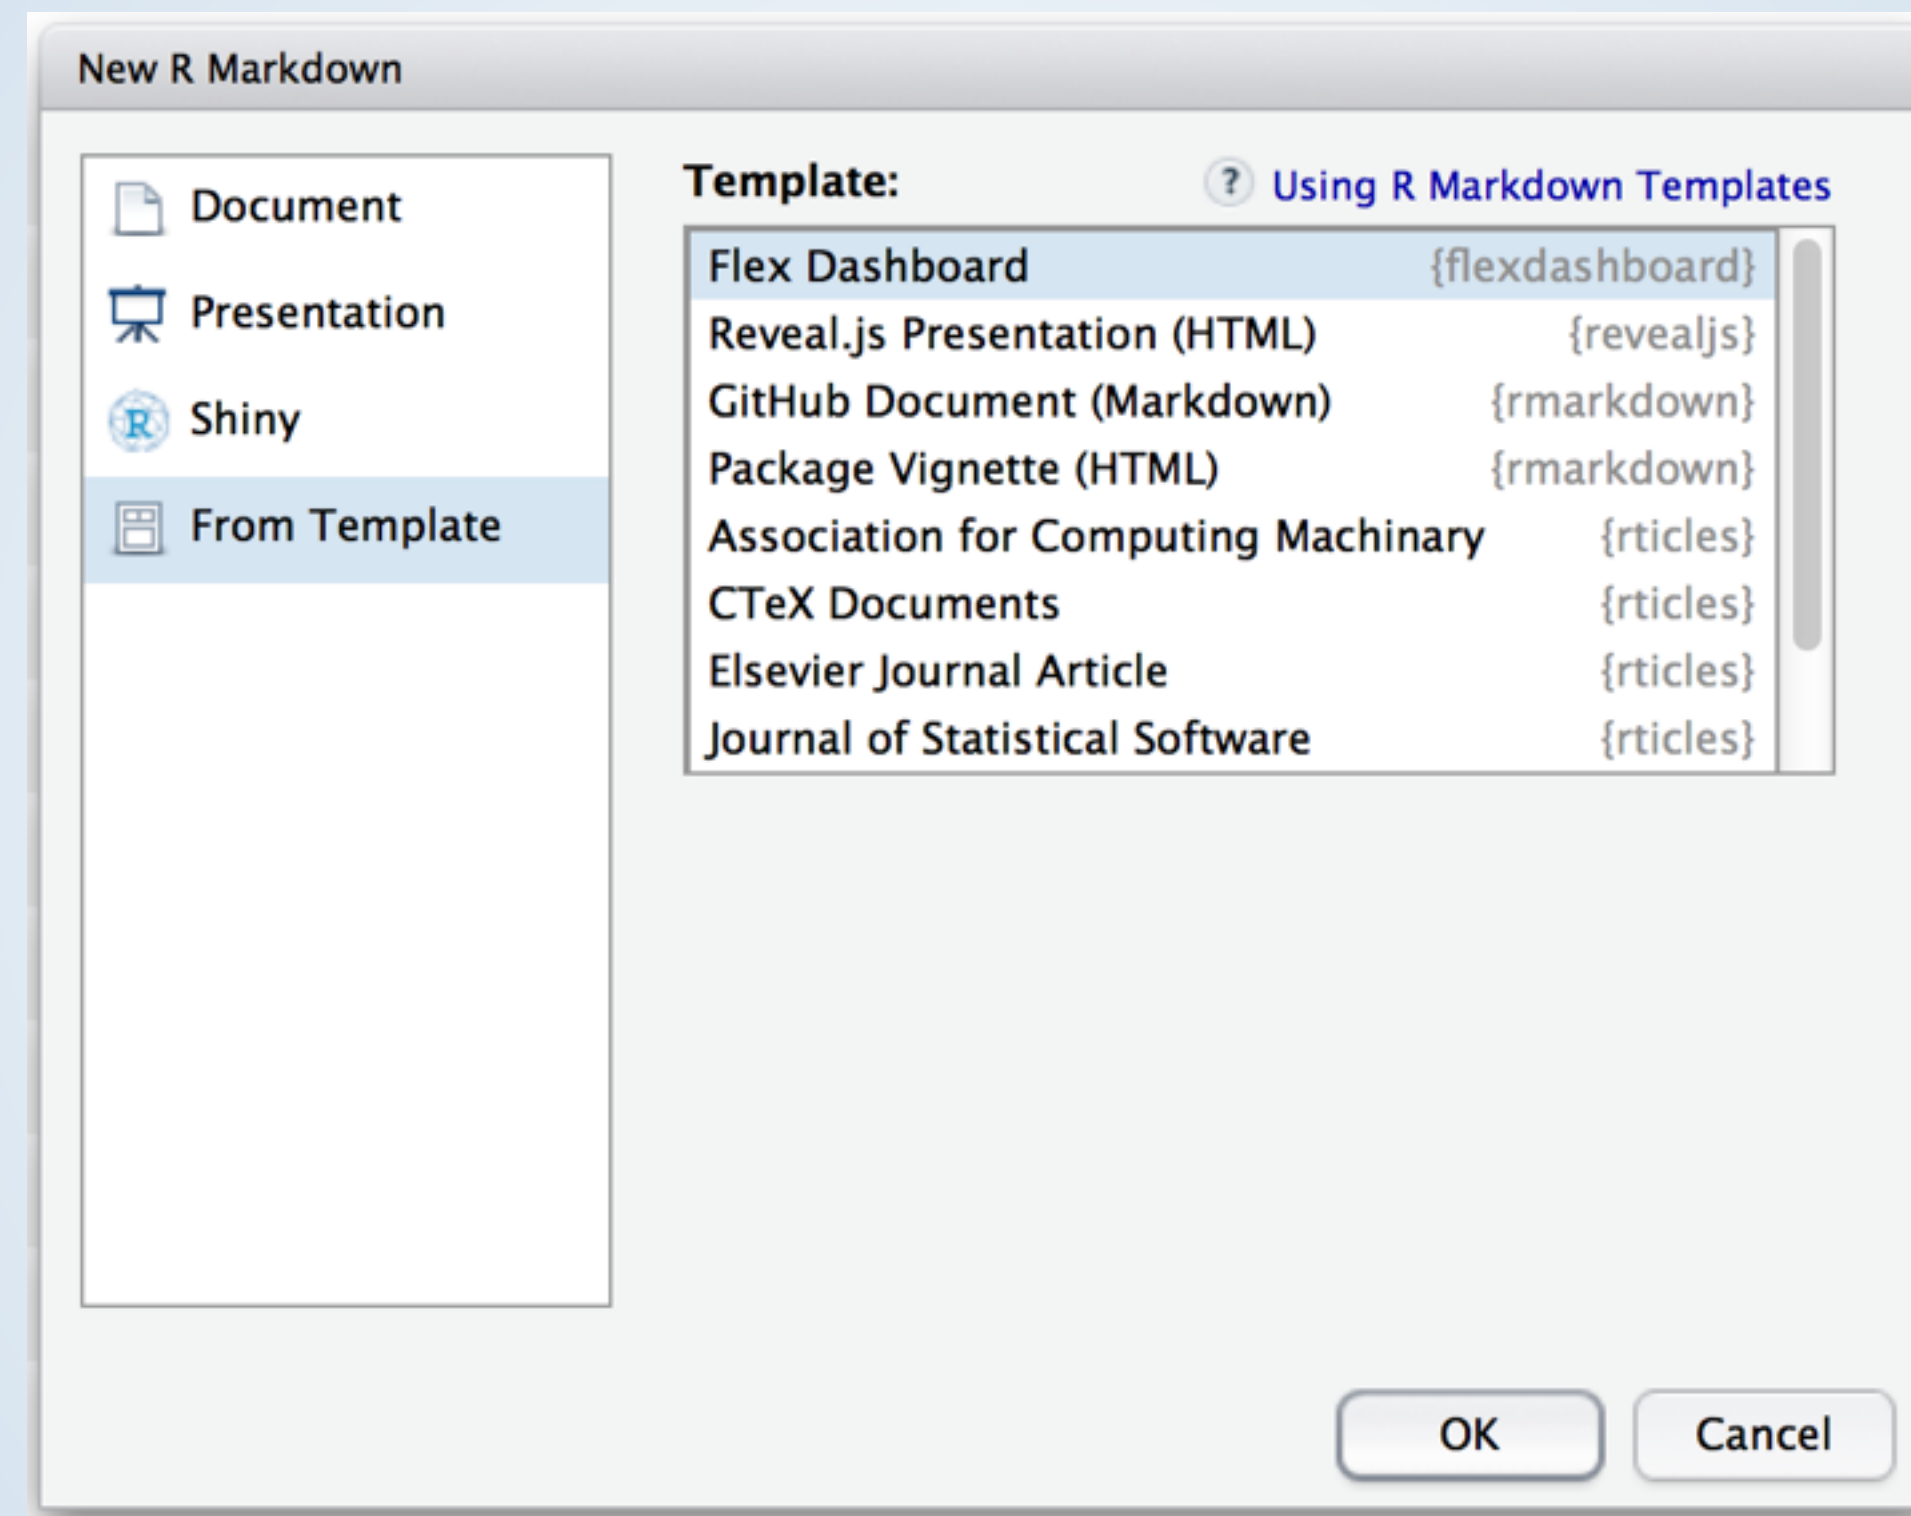 New R Markdown
Document
Presentation
R Shiny
From Template
Template:
? Using R Markdown Templates
Flex Dashboard {flexdashboard}
Reveal.js Presentation (HTML) {revealjs}
GitHub Document (Markdown) {rmarkdown}
Package Vignette (HTML) {rmarkdown}
Association for Computing Machinary {rticles}
CTeX Documents {rticles}
Elsevier Journal Article {rticles}
Journal of Statistical Software {rticles}
OK Cancel